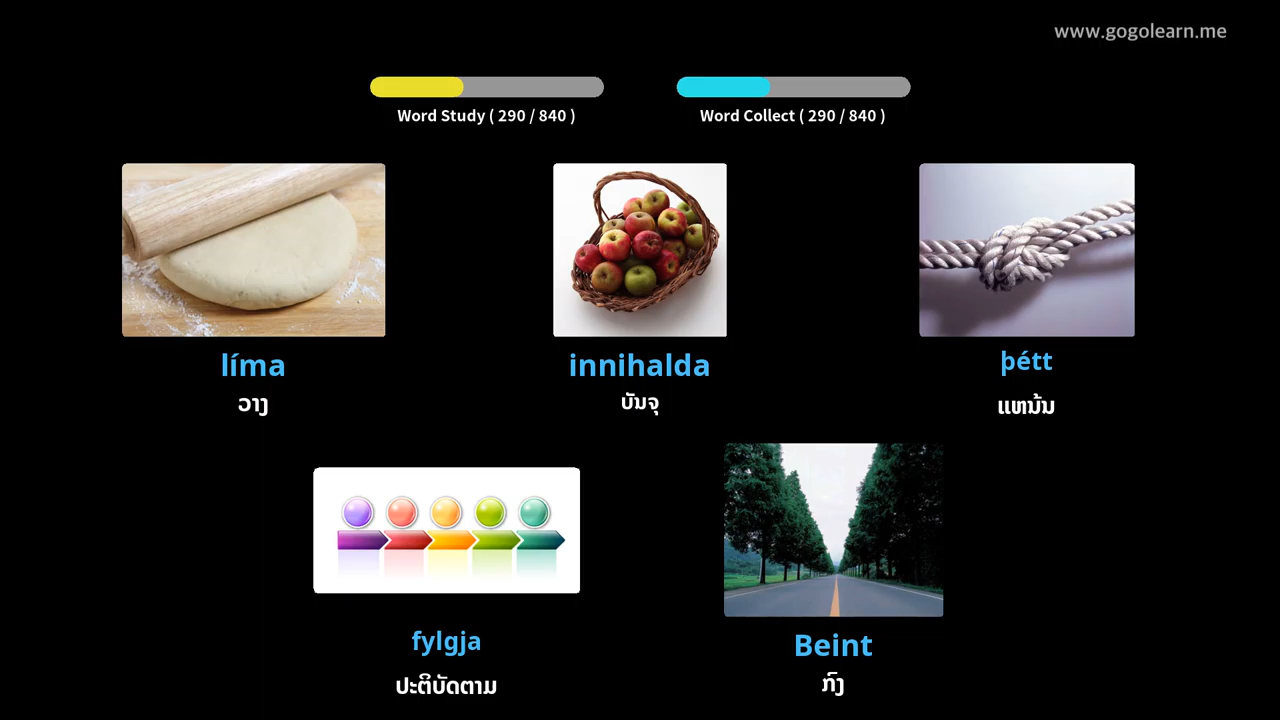 www.gogolearn.me
Word Study ( 290 / 840 )
Word Collect ( 290 / 840 )
líma
ວາງ
innihalda
ບັນຈຸ
þétt
ແຫນ້ນ
fylgja
ປະຕິບັດຕາມ
Beint
ກົງ